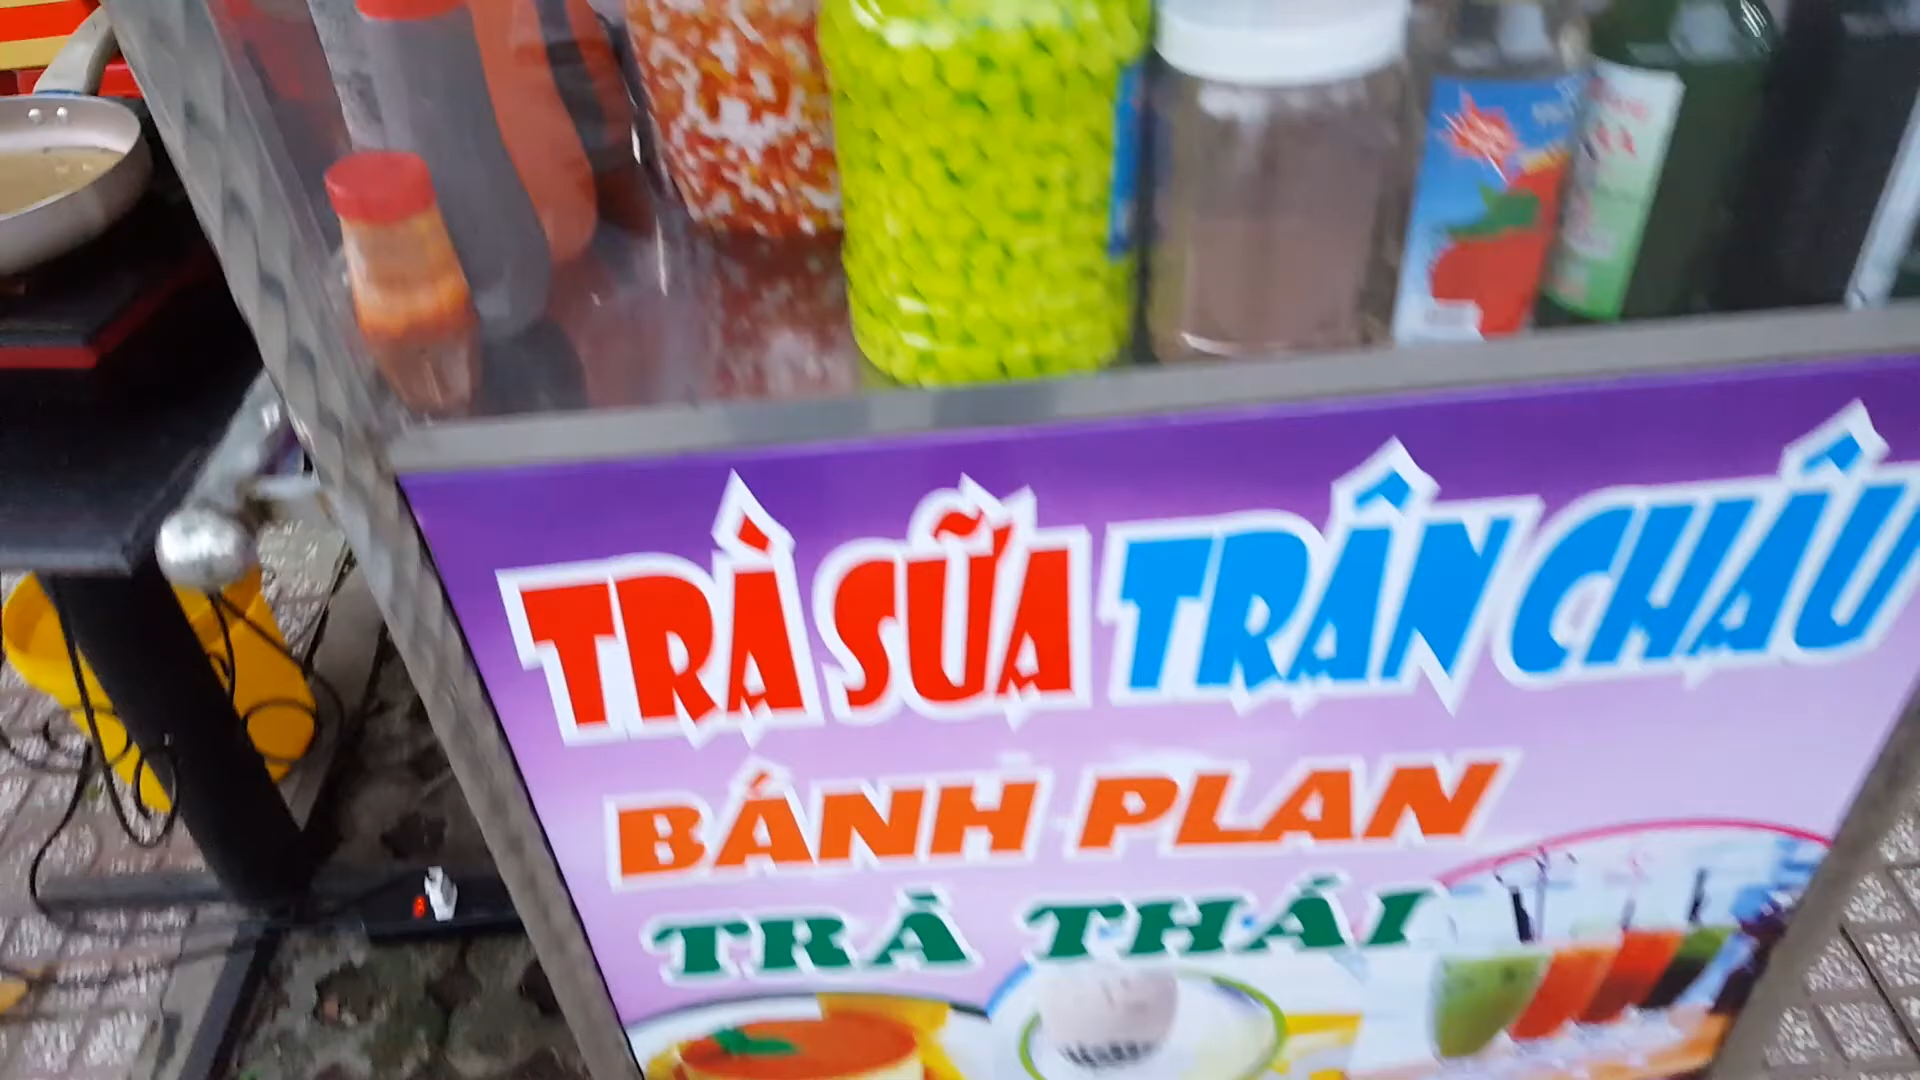 TRÀ SỮA TRÂN CHÂU
BÁNH PLAN
TRÀ THÁI